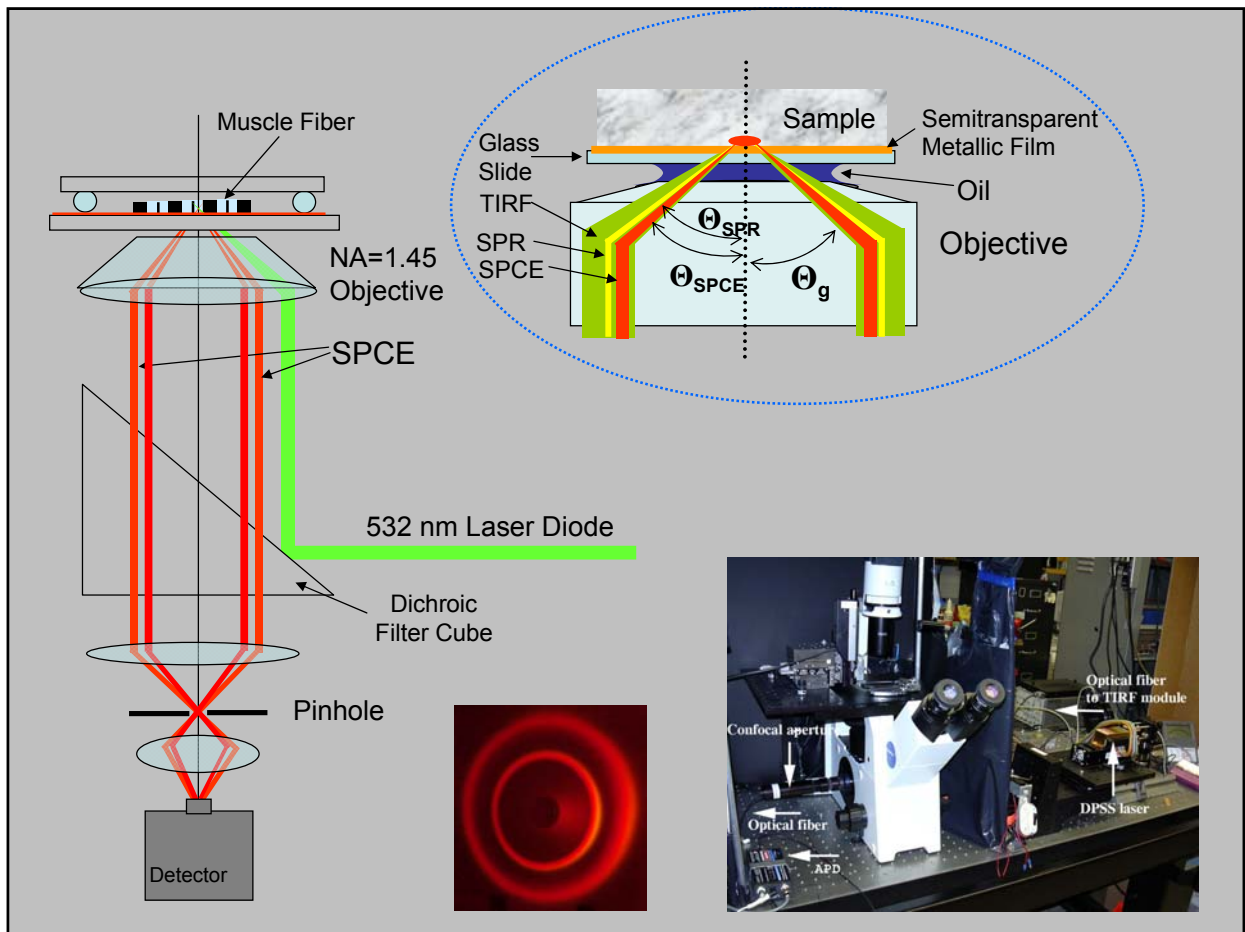 Muscle Fiber
NA=1.45
Objective
SPCE
532 nm Laser Diode
Dichroic
Filter Cube
Pinhole
Detector
Sample
Semitransparent
Metallic Film
Glass
Slide
Oil
TIRF
SPR
SPCE
ΘSPR
ΘSPCE
Θg
Objective
Optical fiber
to TIRF module
Confocal aperture
DPSS laser
Optical fiber
APD